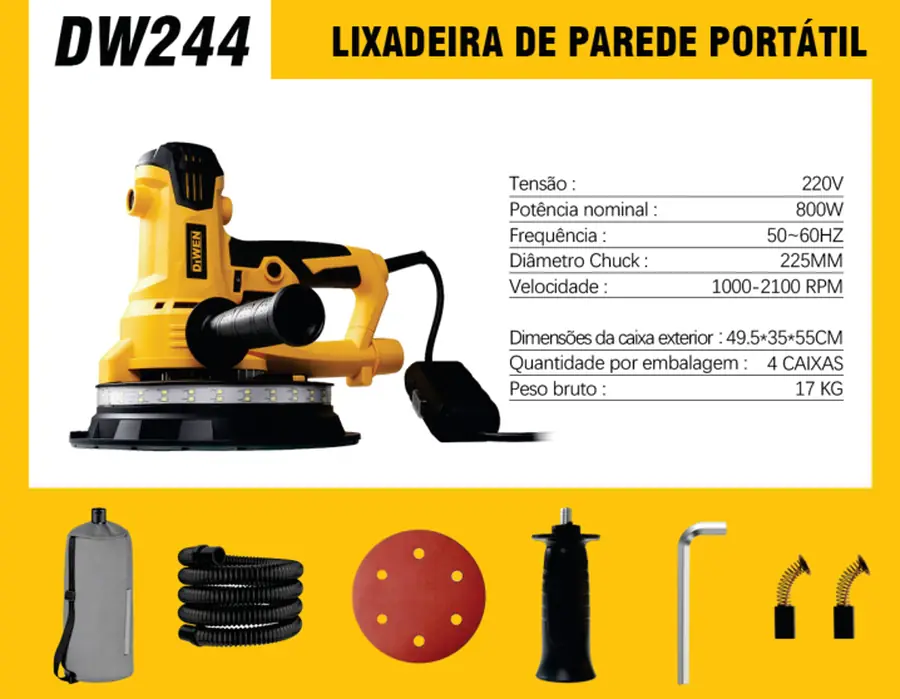 DW244
LIXADEIRA DE PAREDE PORTÁTIL
DiWEN
Tensão : 220V
Potência nominal : 800W
Frequência : 50~60HZ
Diâmetro Chuck : 225MM
Velocidade : 1000-2100 RPM
Dimensões da caixa exterior : 49.5*35*55CM
Quantidade por embalagem : 4 CAIXAS
Peso bruto : 17 KG